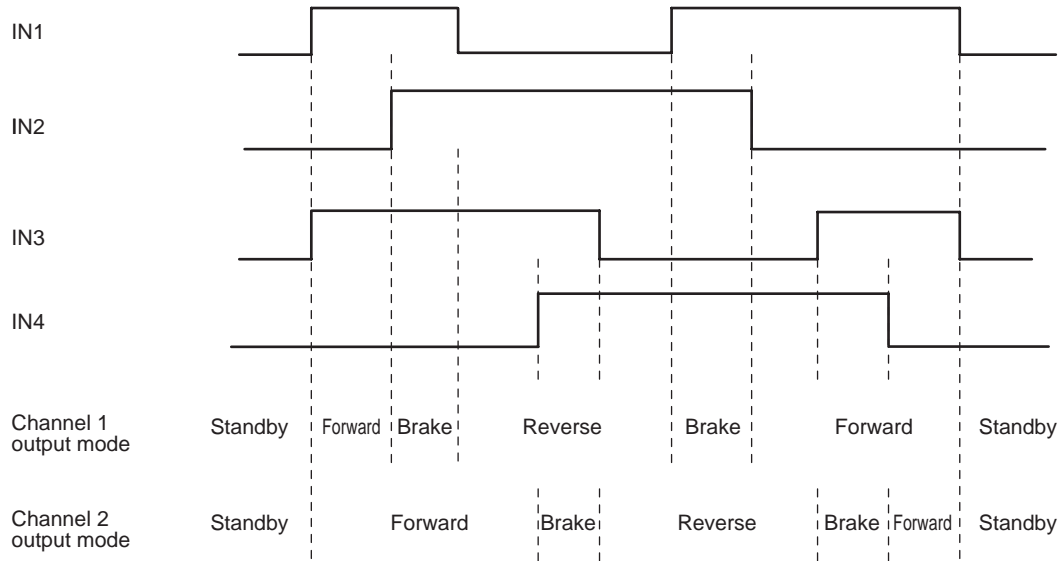 IN1
IN2
IN3
IN4
Channel 1
output mode
Standby Forward Brake Reverse Brake Forward Standby
Channel 2
output mode
Standby Forward Brake Reverse Brake Forward Standby